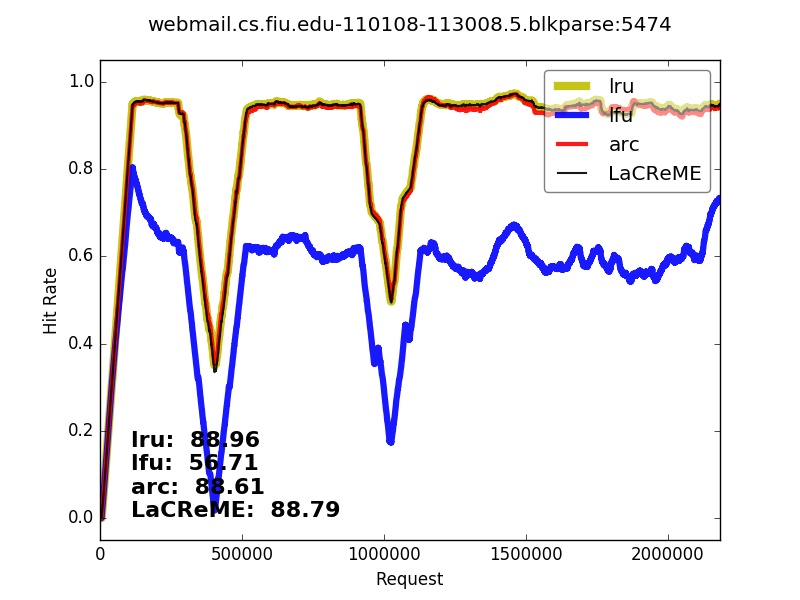 webmail.cs.fiu.edu-110108-113008.5.blkparse:5474
1.0
0.8
0.6
0.4
0.2
0.0
Hit Rate
lru
lfu
arc
LaCReME
lru: 88.96
lfu: 56.71
arc: 88.61
LaCReME: 88.79
0 500000 1000000 1500000 2000000
Request